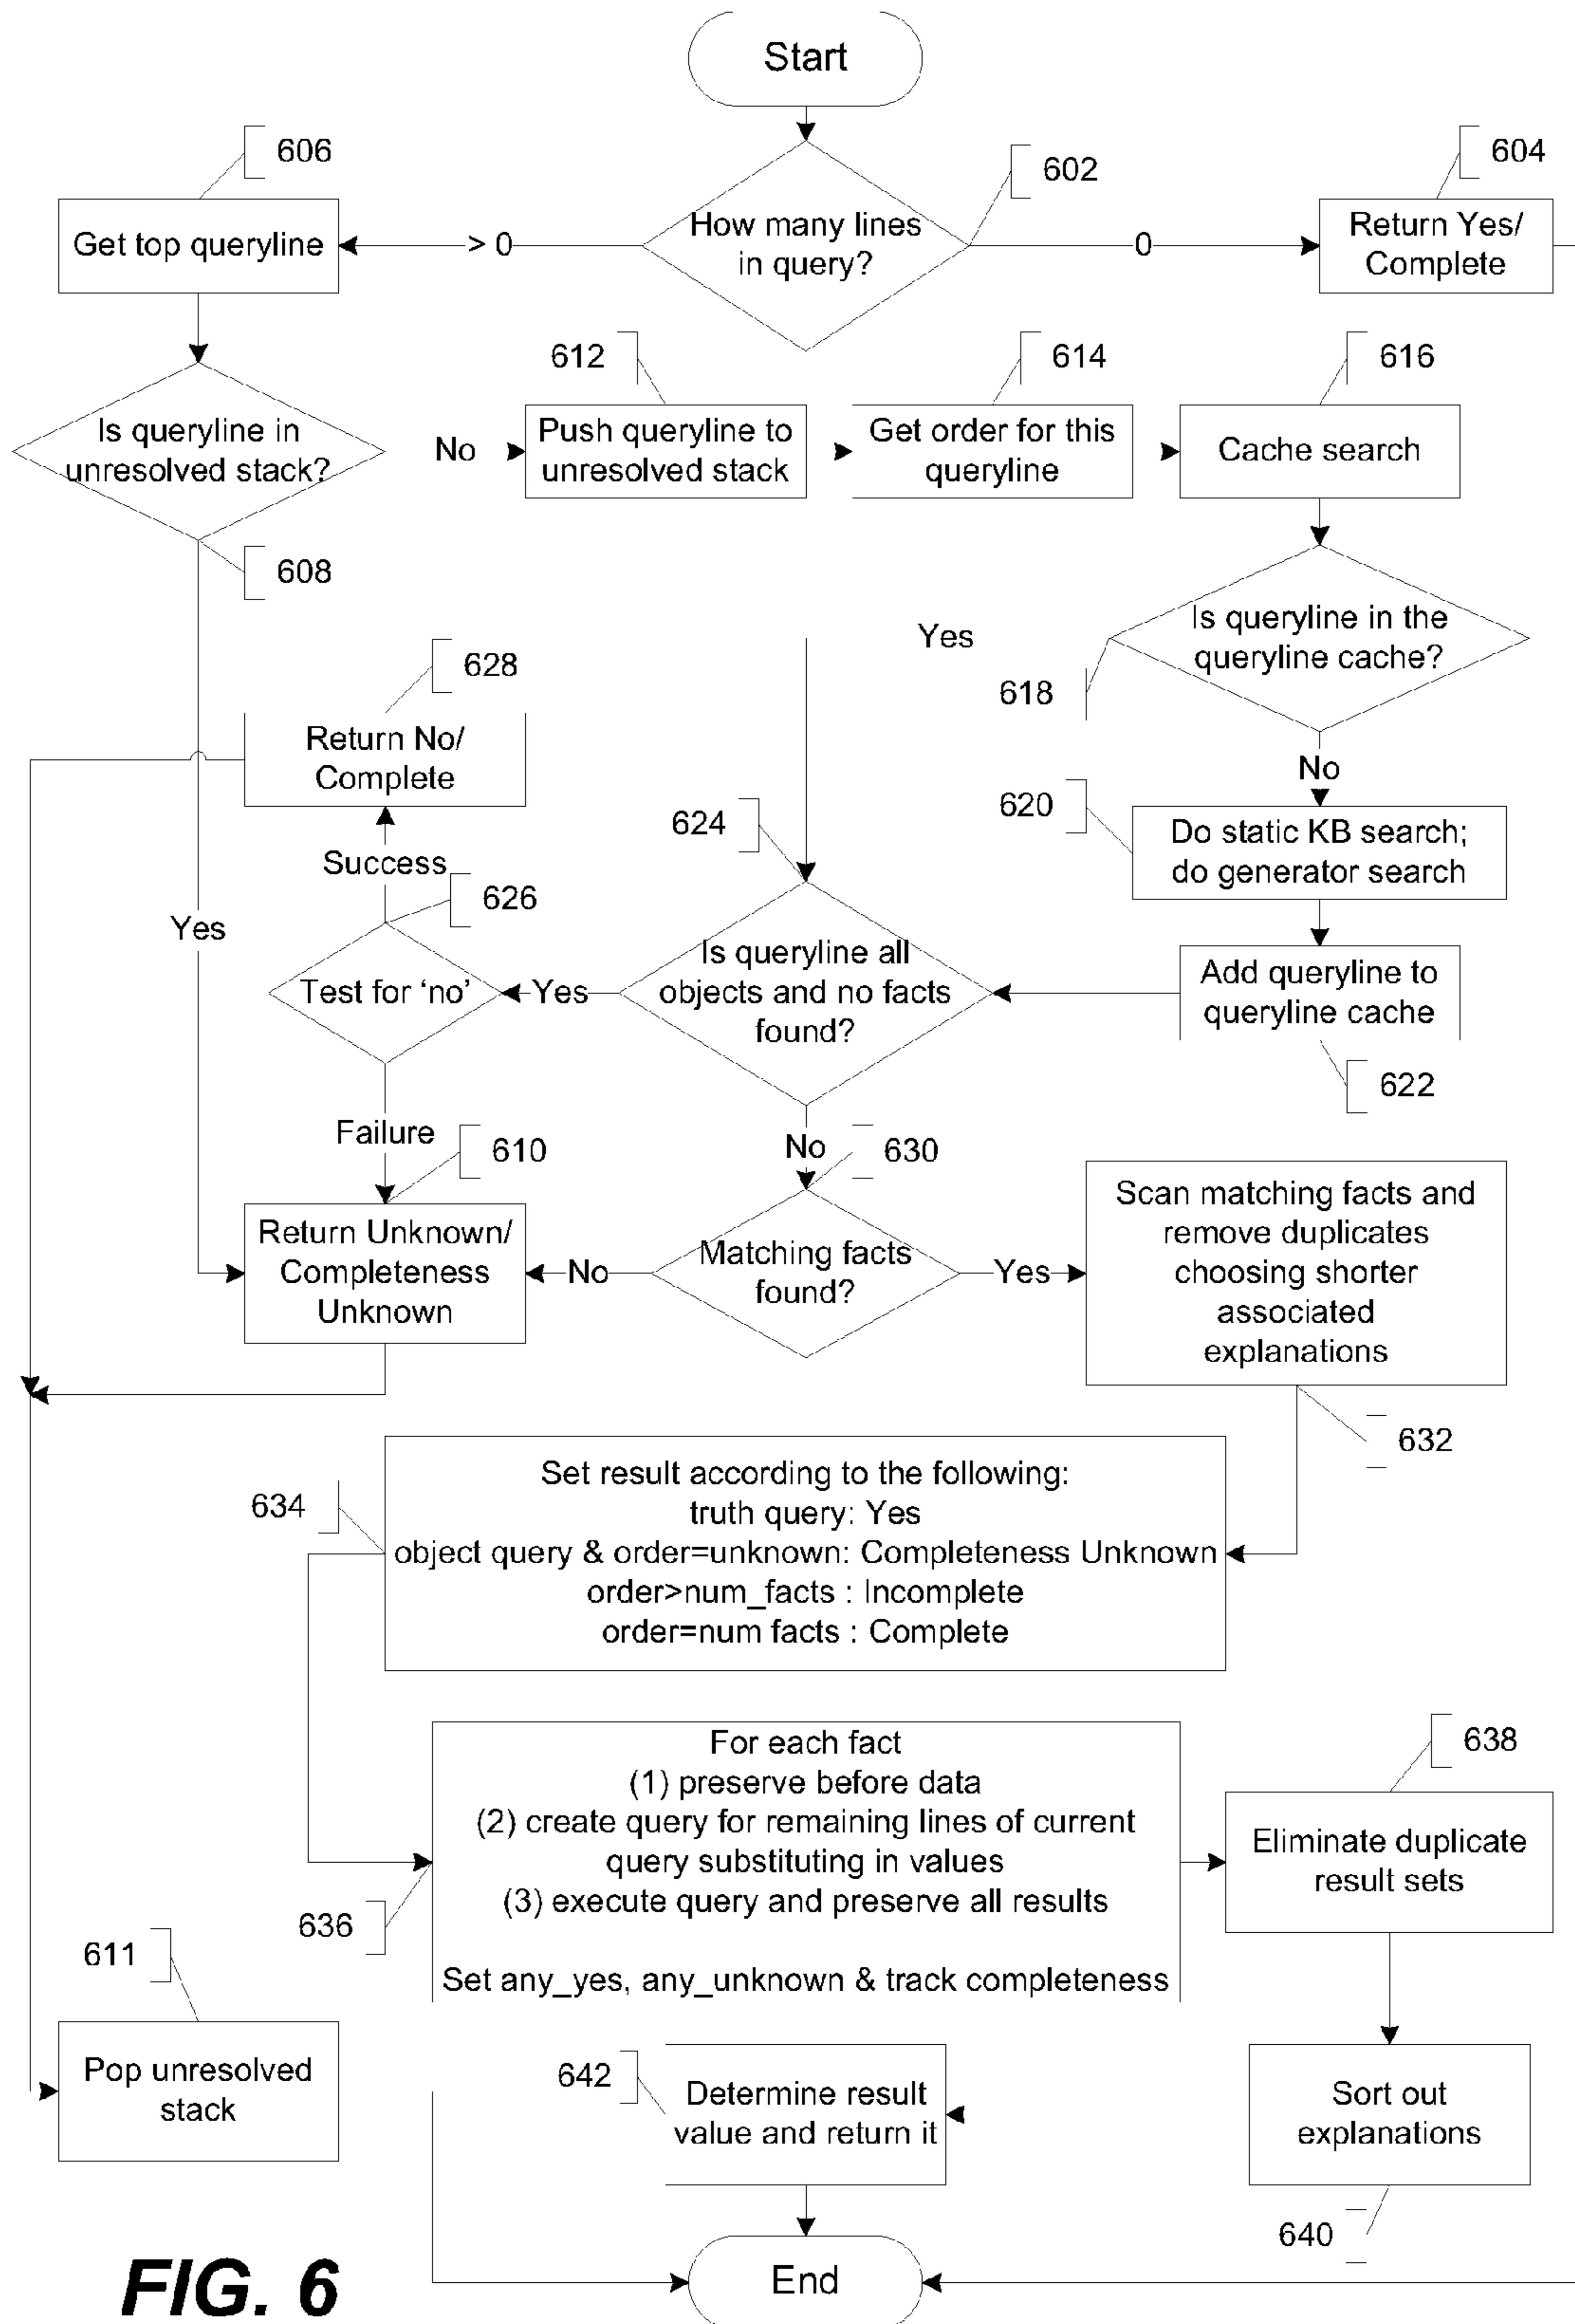 Start
606
602
604
Get top queryline
> 0
How many lines
in query?
0
Return Yes/
Complete
612
614
616
Is queryline in
unresolved stack?
No
Push queryline to
unresolved stack
Get order for this
queryline
Cache search
608
Yes
Is queryline in the
queryline cache?
618
628
Return No/
Complete
No
620
624
Do static KB search;
do generator search
Success
626
Yes
Is queryline all
objects and no facts
found?
Test for ‘no’
Yes
Add queryline to
queryline cache
622
Failure
610
No
630
Return Unknown/
Completeness
Unknown
No
Matching facts
found?
Yes
Scan matching facts and
remove duplicates
choosing shorter
associated
explanations
632
634
Set result according to the following:
truth query: Yes
object query & order=unknown: Completeness Unknown
order>num_facts : Incomplete
order=num facts : Complete
For each fact
(1) preserve before data
(2) create query for remaining lines of current
query substituting in values
(3) execute query and preserve all results
Set any_yes, any_unknown & track completeness
636
638
Eliminate duplicate
result sets
611
Pop unresolved
stack
642
Determine result
value and return it
Sort out
explanations
640
End
FIG. 6